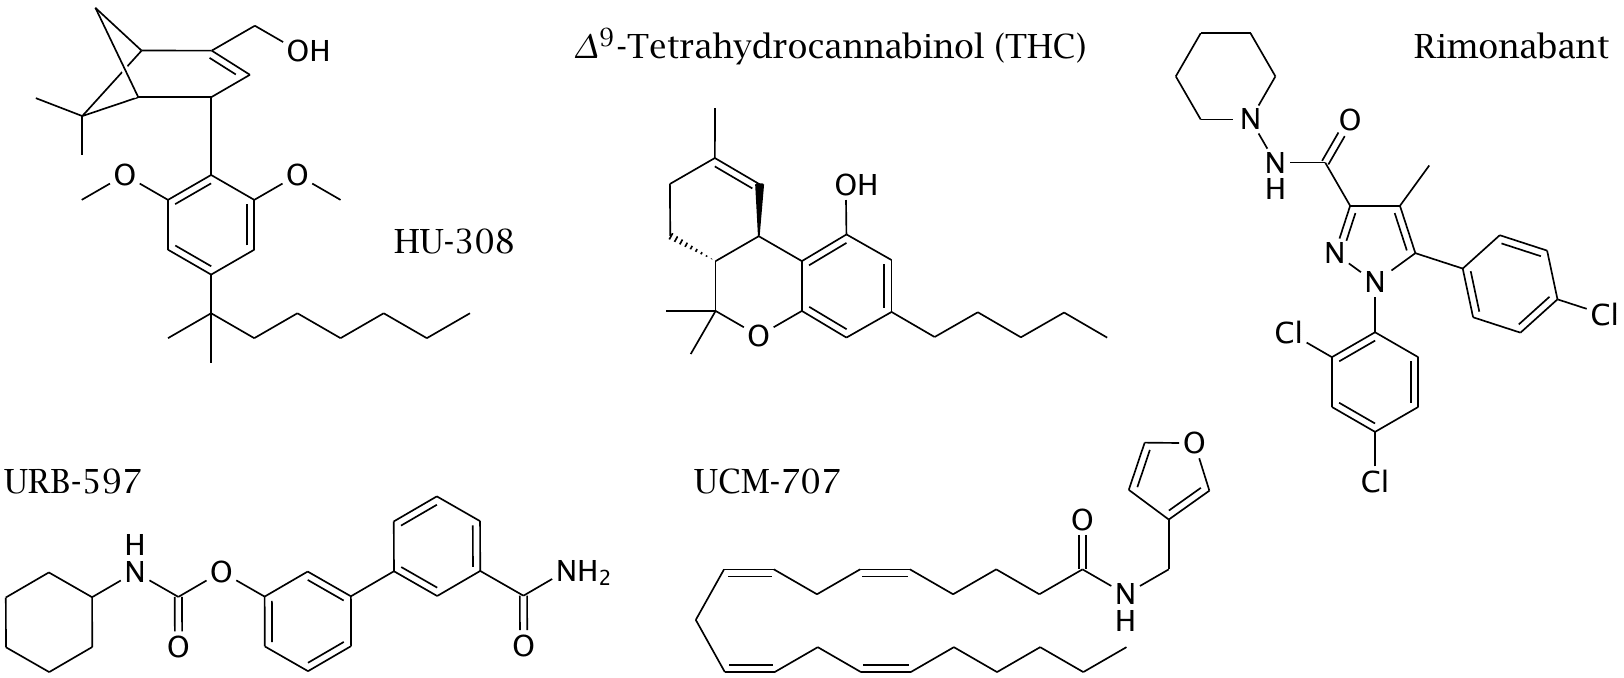 OH
Δ⁹-Tetrahydrocannabinol (THC)
Rimonabant
N
O
N
H
O
O
OH
HU-308
N
N
O
Cl
Cl
Cl
URB-597
UCM-707
O
H
N
O
O
NH₂
O
O
N
H